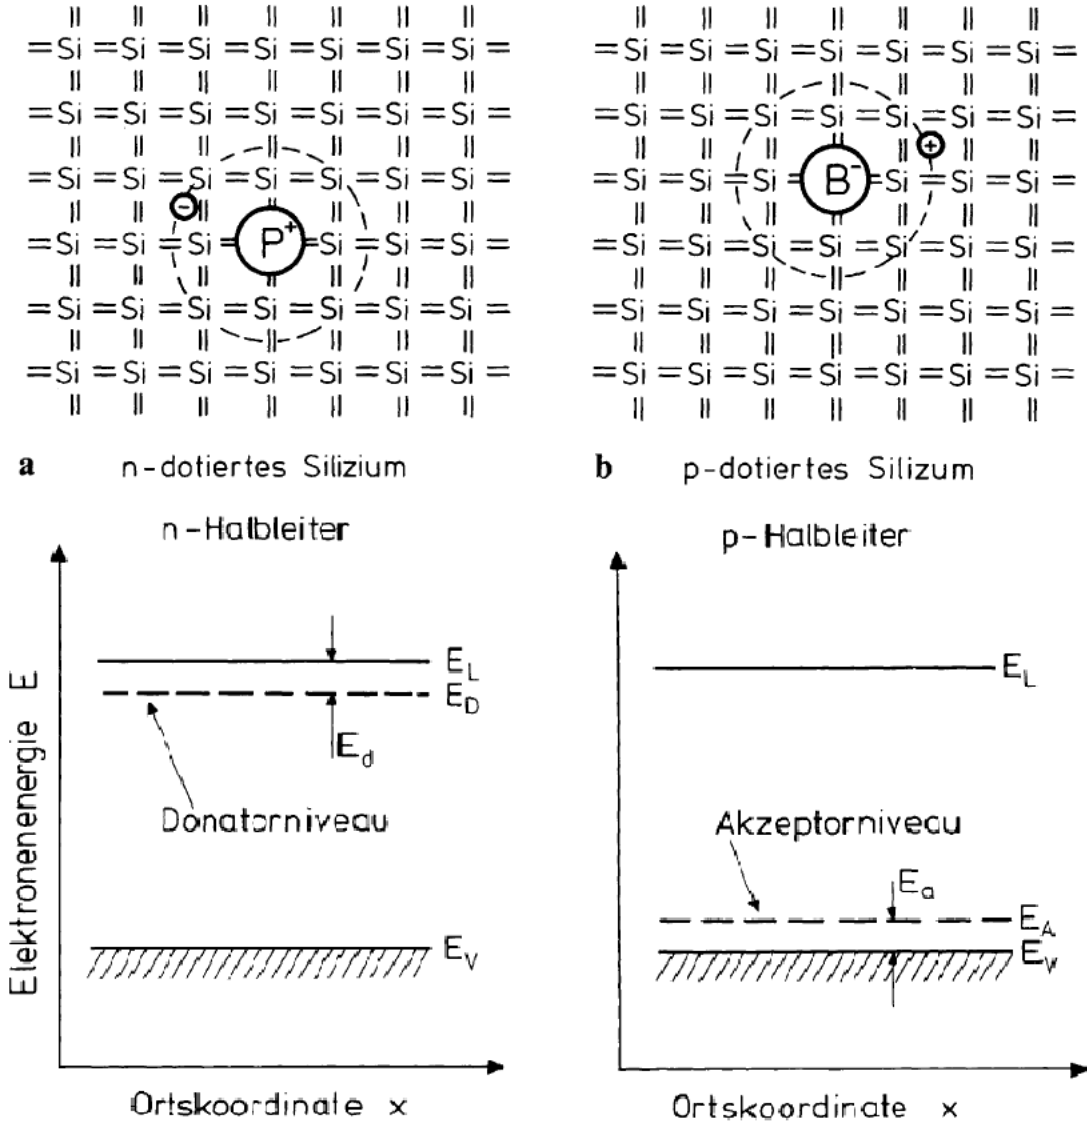 =Si=Si=Si=Si=Si=Si=Si=
=Si=Si=Si=Si=Si=Si=Si=
=Si=Si=Si=Si=Si=Si=Si=
-
=Si=Si=Si=P⁺=Si=Si=Si=
=Si=Si=Si=Si=Si=Si=Si=
=Si=Si=Si=Si=Si=Si=Si=
a n-dotiertes Silizium
=Si=Si=Si=Si=Si=Si=Si=
=Si=Si=Si=Si=Si=Si=Si=
+
=Si=Si=Si=B⁻=Si=Si=Si=
=Si=Si=Si=Si=Si=Si=Si=
=Si=Si=Si=Si=Si=Si=Si=
=Si=Si=Si=Si=Si=Si=Si=
b p-dotiertes Silizum
n-Halbleiter
Elektronenenergie E
E_L
E_D
E_d
Donatorniveau
E_V
Ortskoordinate x
p-Halbleiter
E_L
Akzeptorniveau
E_a
E_A
E_V
Ortskoordinate x